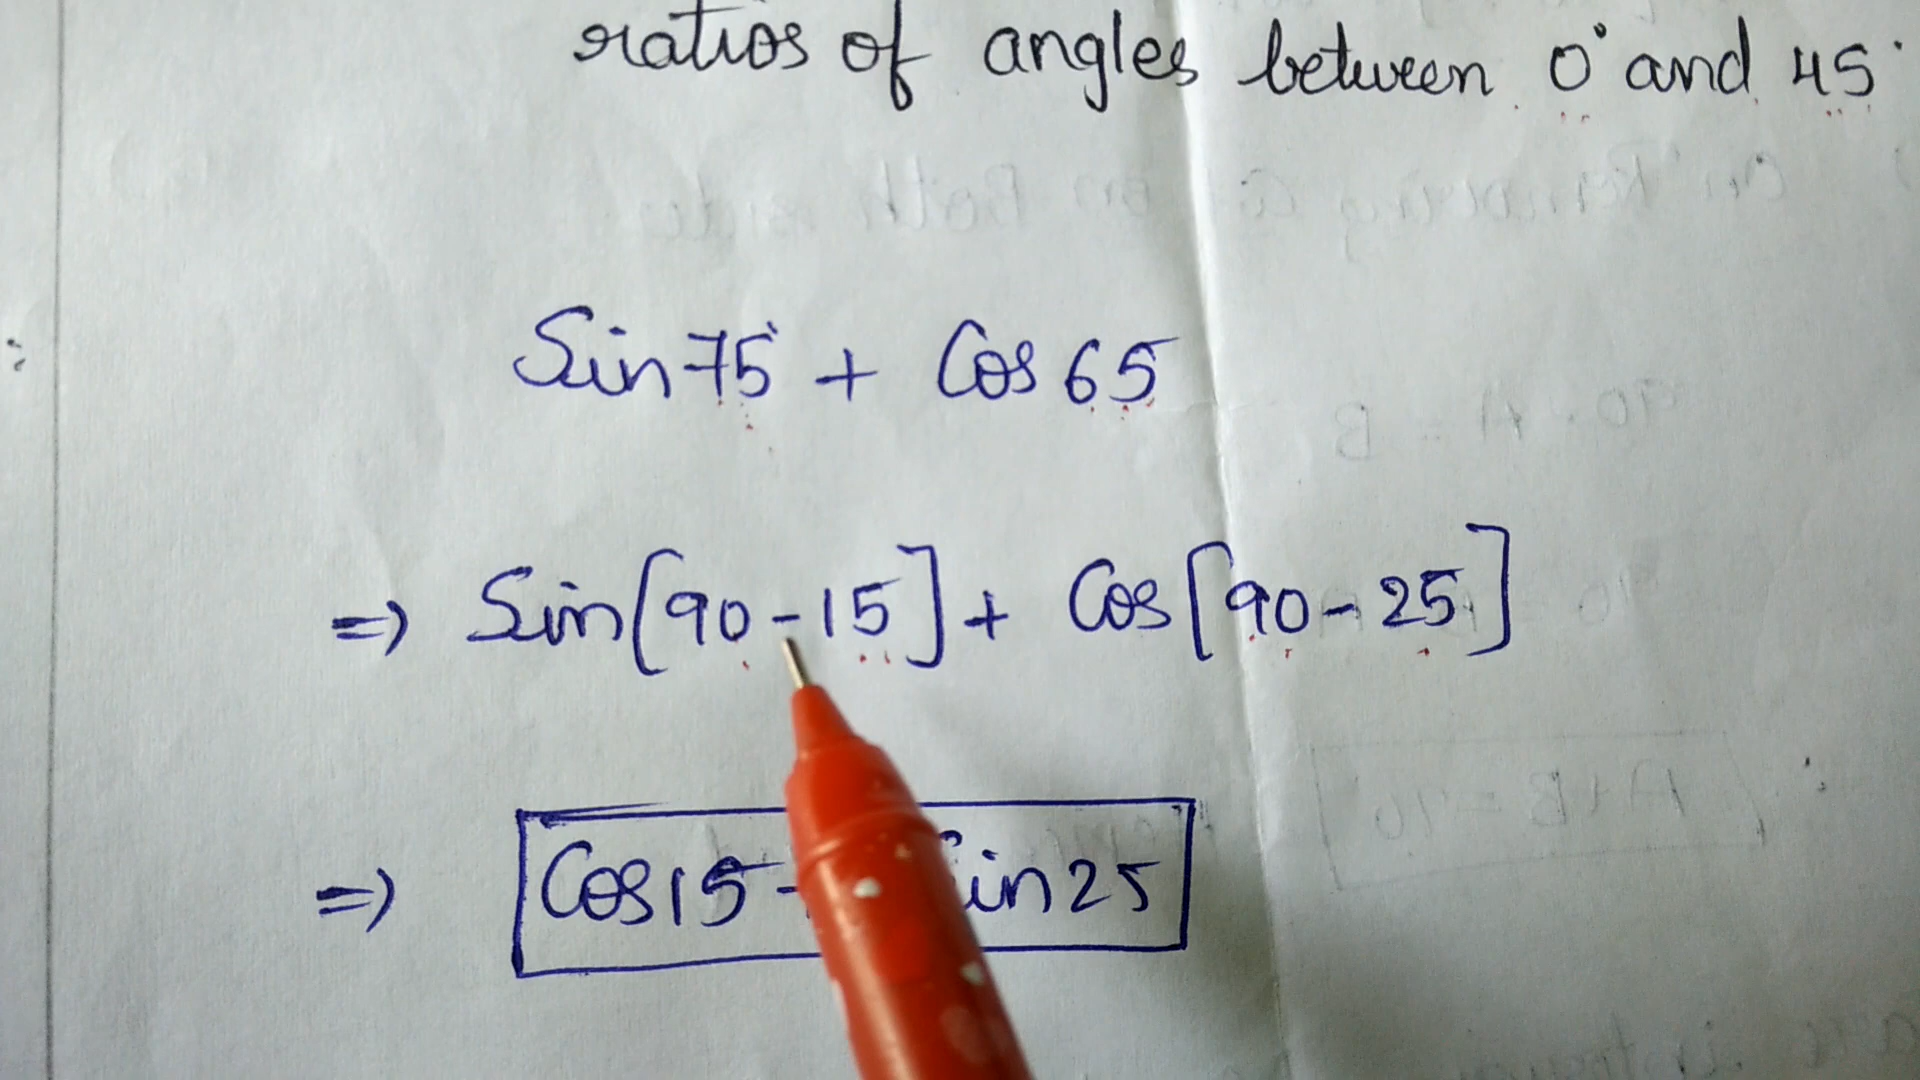 ratios of angles between 0° and 45°
Sin 75° + Cos 65
=> Sin[90-15] + Cos[90-25]
=> Cos 15 - in 25